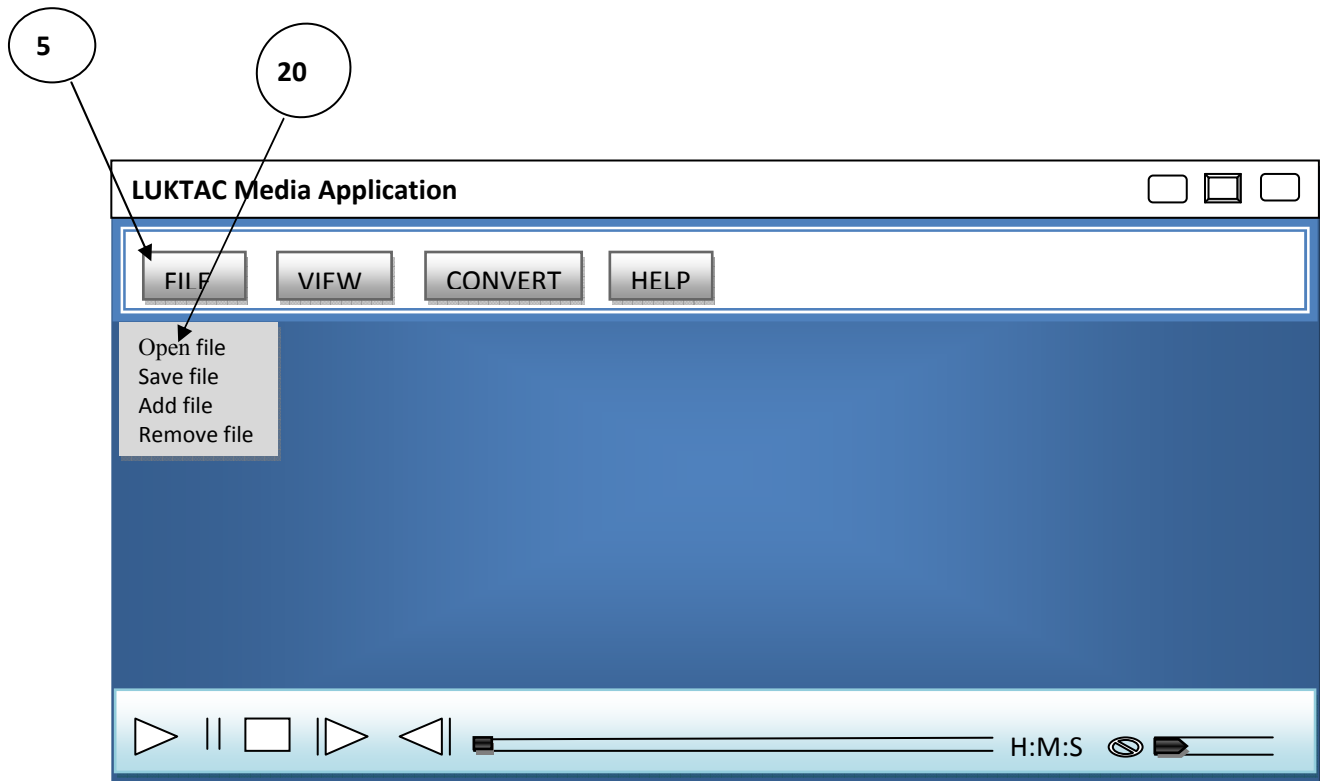 5
20
LUKTAC Media Application
FILE VIEW CONVERT HELP
Open file
Save file
Add file
Remove file
H:M:S